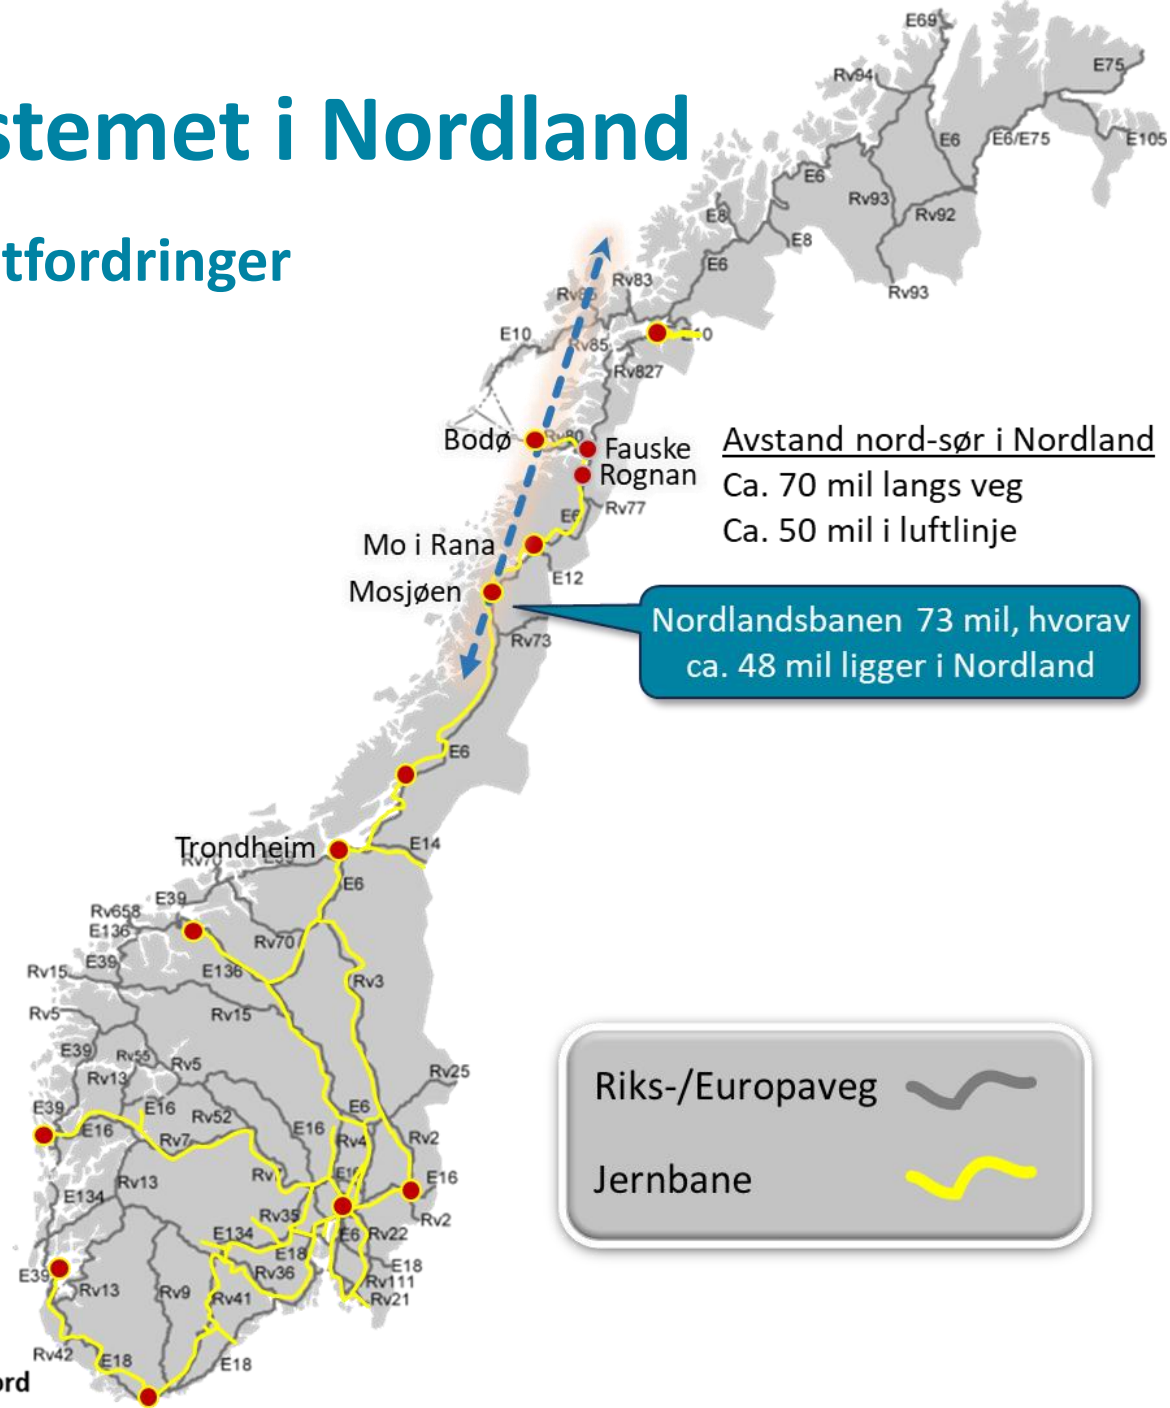 stemet i Nordland
tfordringer
E69
Rv94
E75
E6
E6/E75
E105
E6
Rv93
Rv92
E8
E8
E6
Rv93
Rv83
E10
Rv85
E10
Rv827
Bodø
Rv80
Fauske
Rognan
Avstand nord-sør i Nordland
Ca. 70 mil langs veg
Ca. 50 mil i luftlinje
Rv77
E6
Mo i Rana
E12
Mosjøen
Nordlandsbanen 73 mil, hvorav
ca. 48 mil ligger i Nordland
Rv73
E6
Trondheim
E14
Rv70
E6
E39
Rv658
E136
Rv70
E39
Rv15
E136
Rv3
Rv5
Rv15
E39
Rv55
Rv5
Rv13
Rv25
E39
E16
E16
Rv52
E6
E16
Rv4
Rv2
Rv7
E16
Rv13
E134
Rv35
Rv2
E134
E6
Rv22
E18
E18
Rv36
Rv111
E39
Rv13
Rv9
Rv41
Rv21
Rv42
E18
E18
ord
Riks-/Europaveg
Jernbane